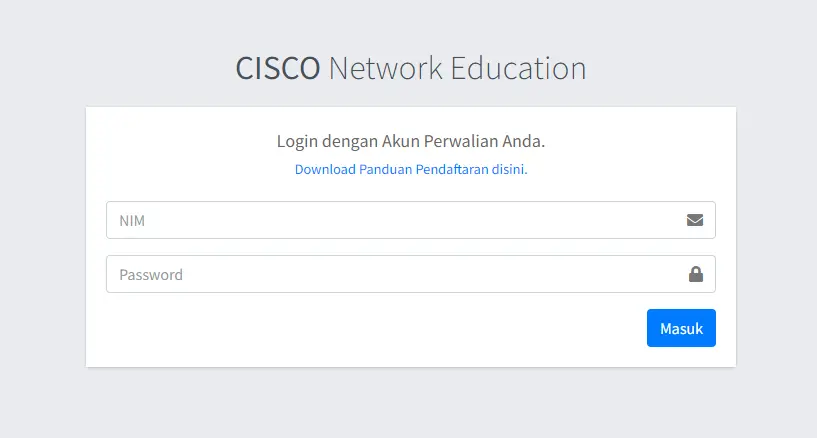 CISCO Network Education
Login dengan Akun Perwalian Anda.
Download Panduan Pendaftaran disini.
NIM
Password
Masuk